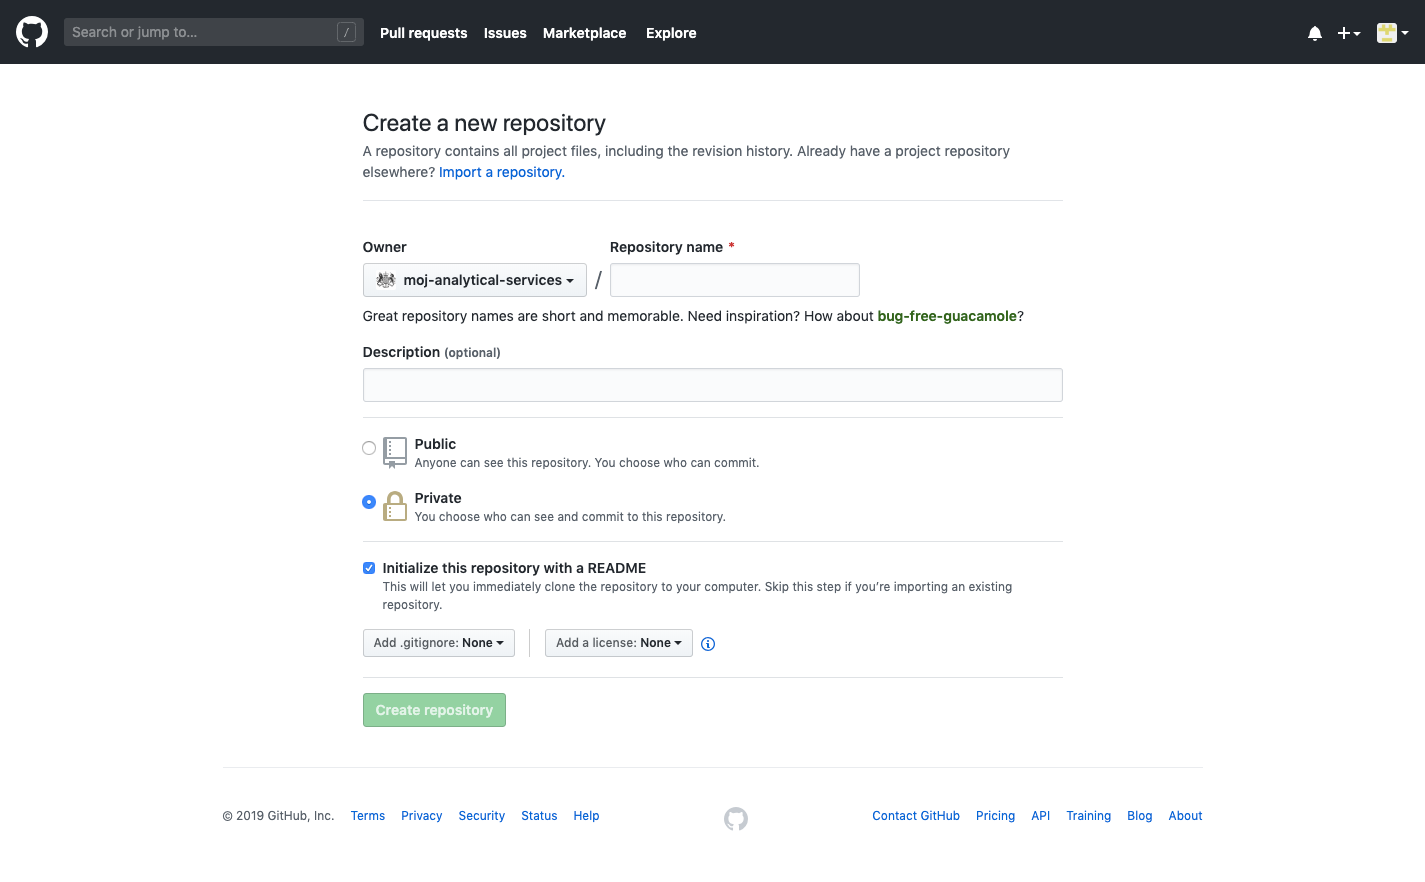 Search or jump to... /
Pull requests Issues Marketplace Explore
Create a new repository
A repository contains all project files, including the revision history. Already have a project repository
elsewhere? Import a repository.
Owner
Repository name *
moj-analytical-services /
Great repository names are short and memorable. Need inspiration? How about bug-free-guacamole?
Description (optional)
Public
Anyone can see this repository. You choose who can commit.
Private
You choose who can see and commit to this repository.
Initialize this repository with a README
This will let you immediately clone the repository to your computer. Skip this step if you’re importing an existing
repository.
Add .gitignore: None
Add a license: None
Create repository
© 2019 GitHub, Inc. Terms Privacy Security Status Help
Contact GitHub Pricing API Training Blog About